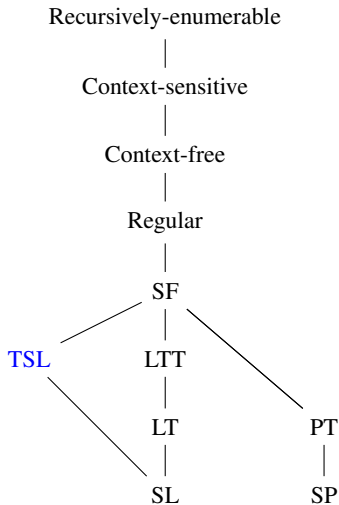 Recursively-enumerable
Context-sensitive
Context-free
Regular
SF
TSL LTT
LT PT
SL SP